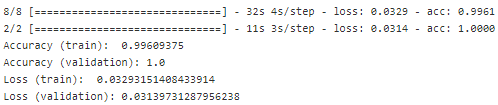 8/8 [==============================] - 32s 4s/step - loss: 0.0329 - acc: 0.9961
2/2 [==============================] - 11s 3s/step - loss: 0.0314 - acc: 1.0000
Accuracy (train):  0.99609375
Accuracy (validation): 1.0
Loss (train):  0.03293151408433914
Loss (validation): 0.03139731287956238